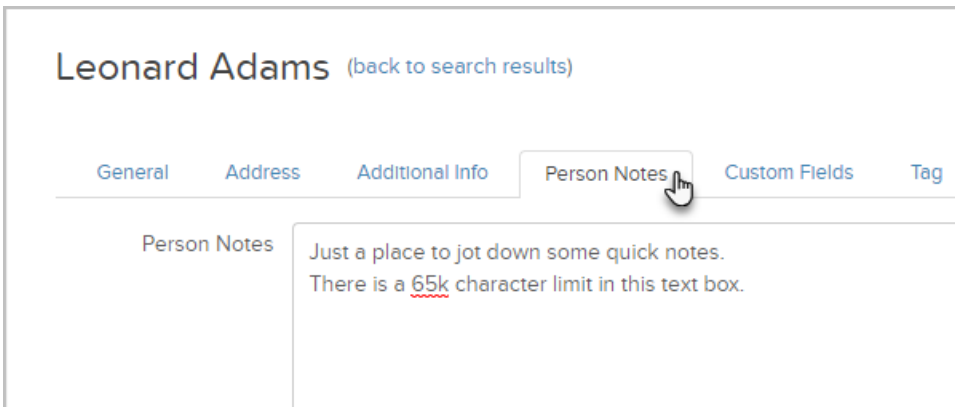 Leonard Adams (back to search results)
General Address Additional Info Person Notes Custom Fields Tag
Person Notes
Just a place to jot down some quick notes.
There is a 65k character limit in this text box.